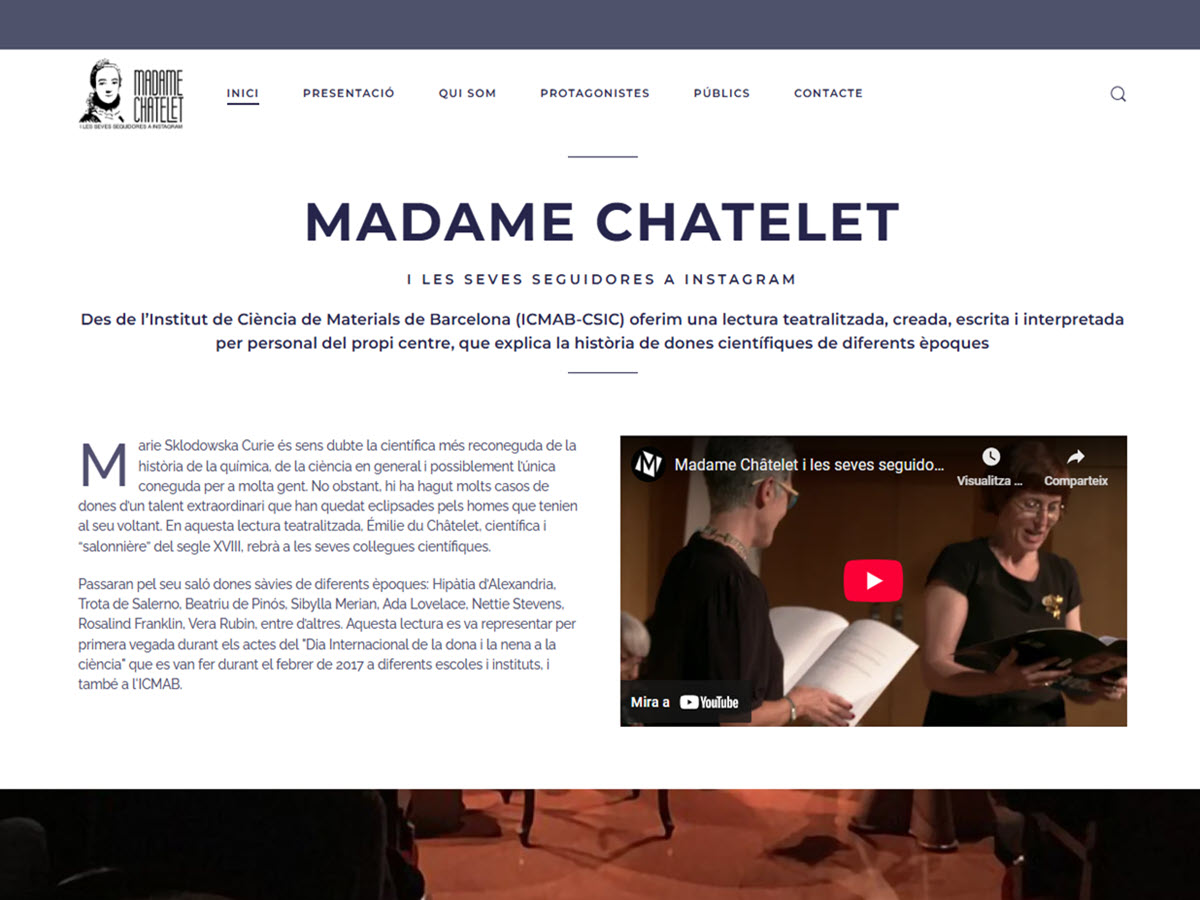 MADAME
CHATELET
I LES SEVES SEGUIDORES A INSTAGRAM
INICI
PRESENTACIÓ
QUI SOM
PROTAGONISTES
PÚBLICS
CONTACTE
MADAME CHATELET
I LES SEVES SEGUIDORES A INSTAGRAM
Des de l'Institut de Ciència de Materials de Barcelona (ICMAB-CSIC) oferim una lectura teatralitzada, creada, escrita i interpretada
per personal del propi centre, que explica la història de dones científiques de diferents èpoques
Marie Sklodowska Curie és sens dubte la científica més reconeguda de la
història de la química, de la ciència en general i possiblement l'única
coneguda per a molta gent. No obstant, hi ha hagut molts casos de
dones d'un talent extraordinari que han quedat eclipsades pels homes que tenien
al seu voltant. En aquesta lectura teatralitzada, Émilie du Châtelet, científica i
"salonnière" del segle XVIII, rebrà a les seves col·legues científiques.
Passaran pel seu saló dones sàvies de diferents èpoques: Hipàtia d'Alexandria,
Trota de Salerno, Beatriu de Pinós, Sibylla Merian, Ada Lovelace, Nettie Stevens,
Rosalind Franklin, Vera Rubin, entre d'altres. Aquesta lectura es va representar per
primera vegada durant els actes del "Dia Internacional de la dona i la nena a la
ciència" que es van fer durant el febrer de 2017 a diferents escoles i instituts, i
també a l'ICMAB.
Madame Châtelet i les seves seguido...
Visualitza ...
Comparteix
Mira a YouTube